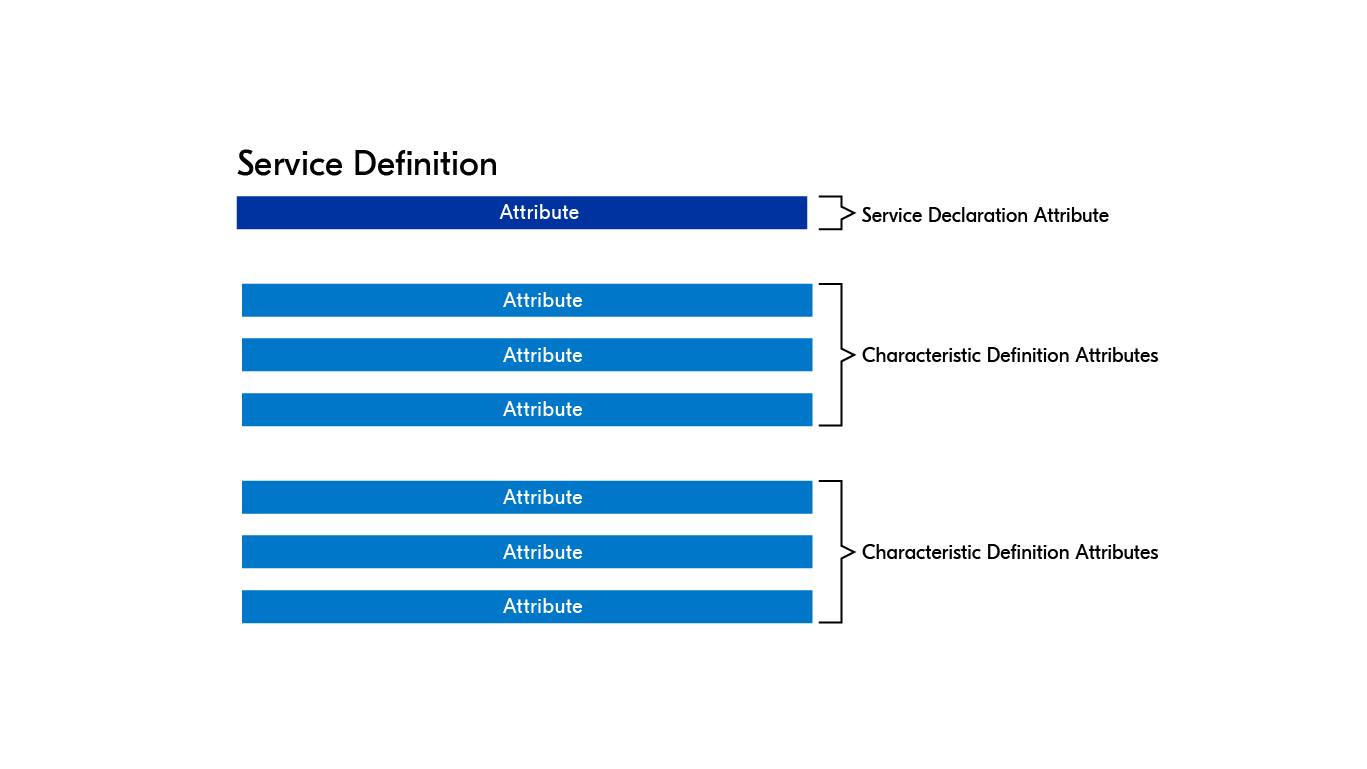 Service Definition
Attribute
Service Declaration Attribute
Attribute
Attribute
Characteristic Definition Attributes
Attribute
Attribute
Attribute
Characteristic Definition Attributes
Attribute